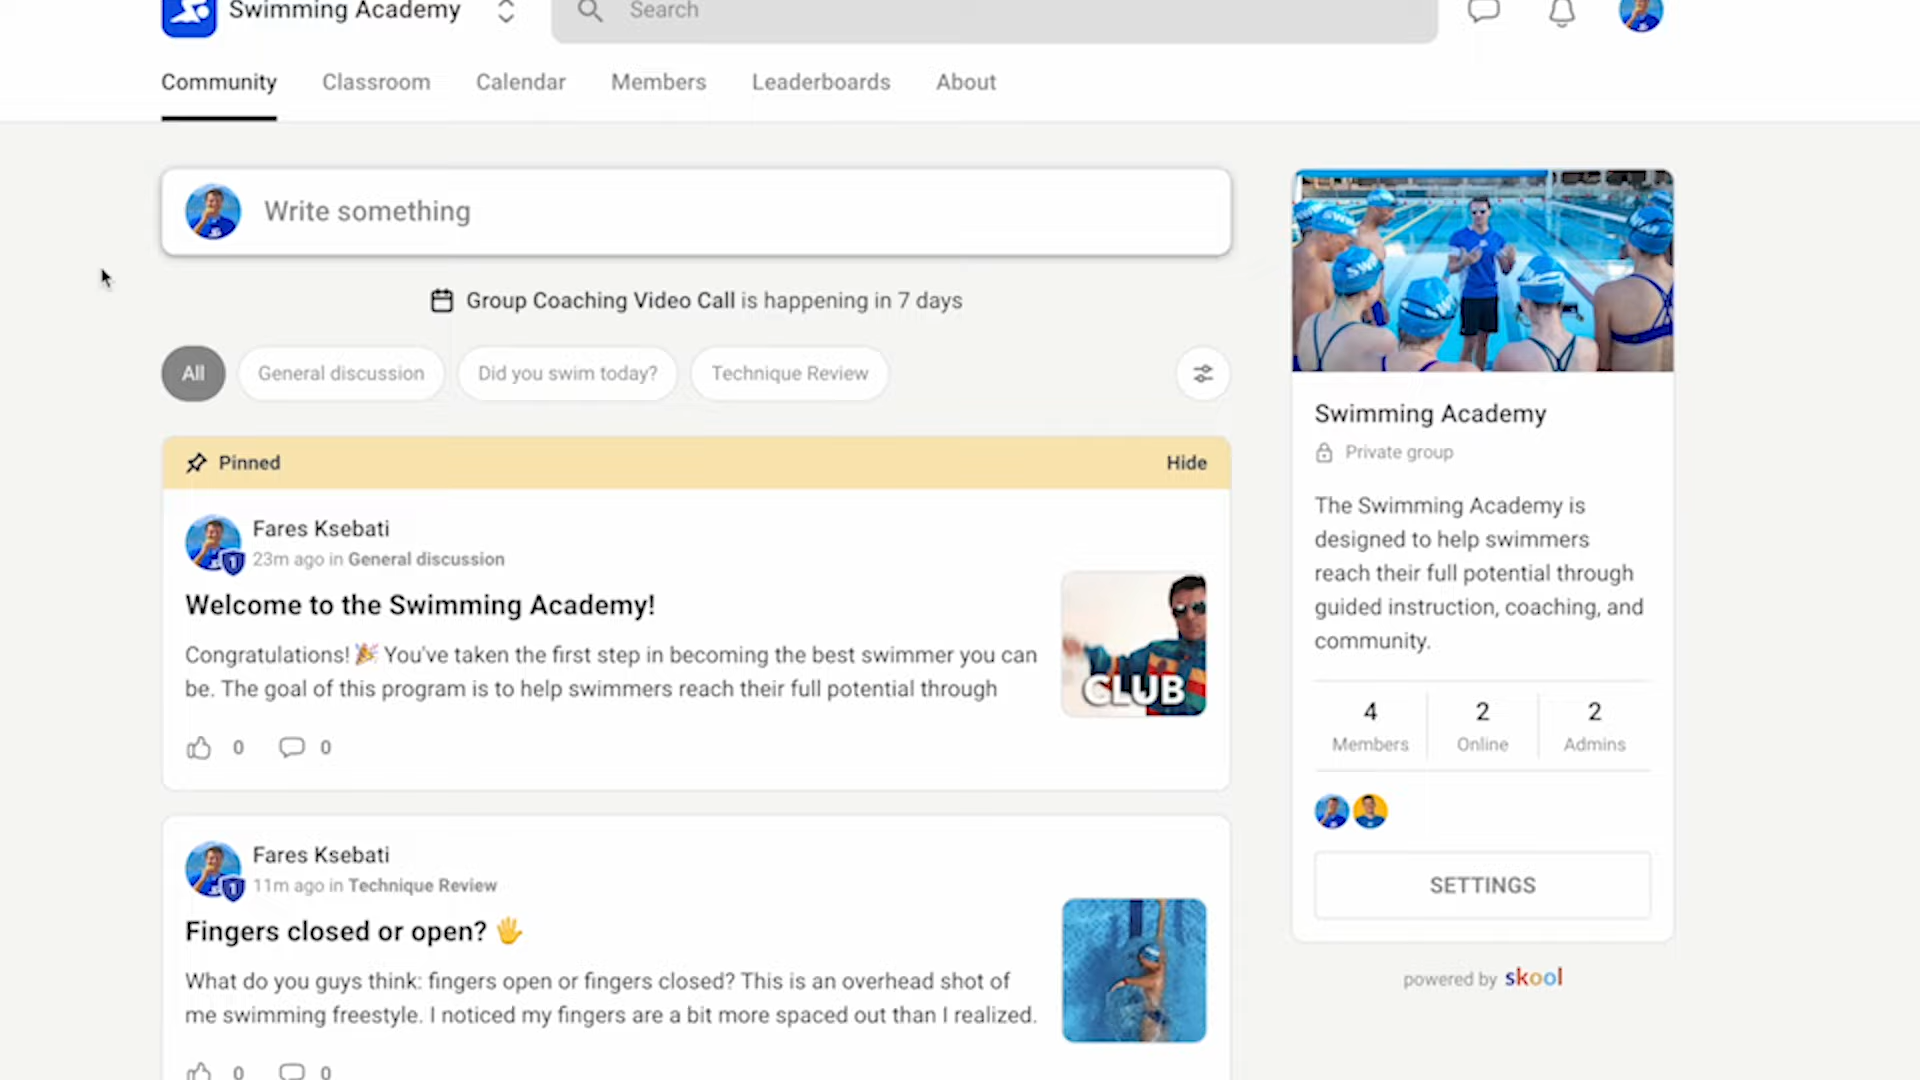 Swimming Academy
Search
Community Classroom Calendar Members Leaderboards About
Write something
Group Coaching Video Call is happening in 7 days
All General discussion Did you swim today? Technique Review
Pinned Hide
Fares Ksebati
1
23m ago in General discussion
Welcome to the Swimming Academy!
Congratulations! 🎉 You've taken the first step in becoming the best swimmer you can
be. The goal of this program is to help swimmers reach their full potential through
CLUB
0 0
Fares Ksebati
1
11m ago in Technique Review
Fingers closed or open? 🖐
What do you guys think: fingers open or fingers closed? This is an overhead shot of
me swimming freestyle. I noticed my fingers are a bit more spaced out than I realized.
0 0
Swimming Academy
Private group
The Swimming Academy is
designed to help swimmers
reach their full potential through
guided instruction, coaching, and
community.
4 2 2
Members Online Admins
SETTINGS
powered by skool